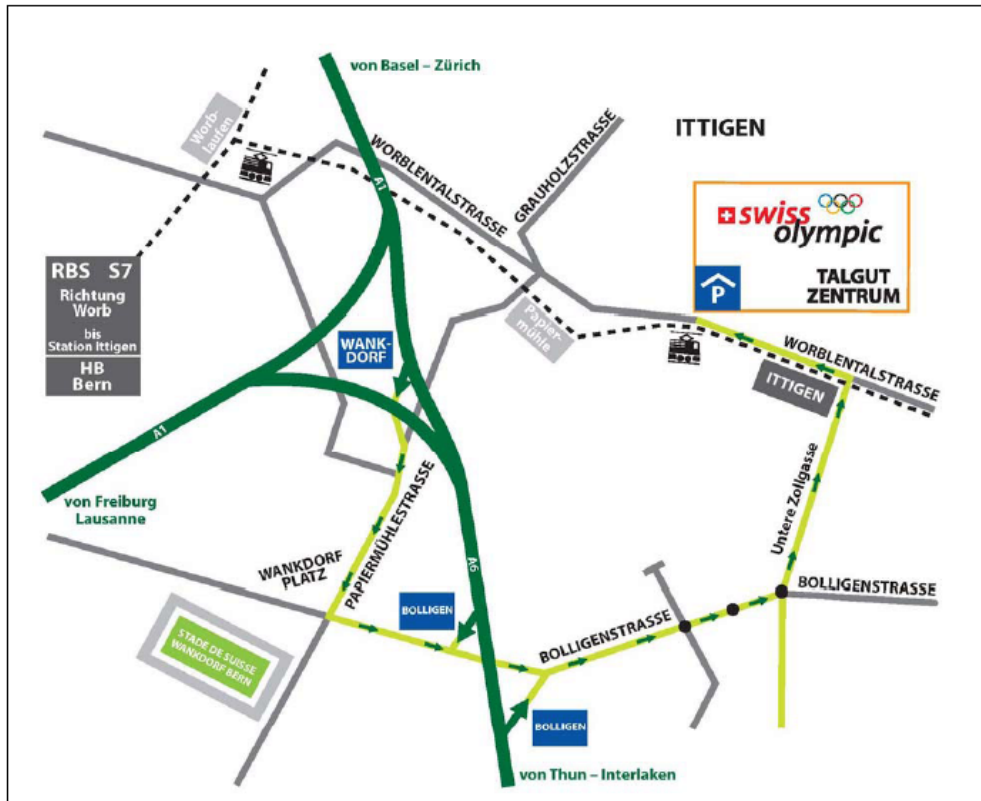 von Basel – Zürich
Worb-
laufen
A1
WORBLENTALSTRASSE
GRAUHOLZSTRASSE
ITTIGEN
swiss
olympic
P
TALGUT
ZENTRUM
RBS S7
Richtung
Worb
bis
Station Ittigen
HB
Bern
WANK-
DORF
Papier-
mühle
WORBLENTALSTRASSE
ITTIGEN
A1
von Freiburg
Lausanne
PAPIERMÜHLESTRASSE
WANKDORF
PLATZ
A6
Untere Zollgasse
BOLLIGEN
BOLLIGENSTRASSE
BOLLIGENSTRASSE
STADE DE SUISSE
WANKDORF BERN
BOLLIGEN
von Thun – Interlaken